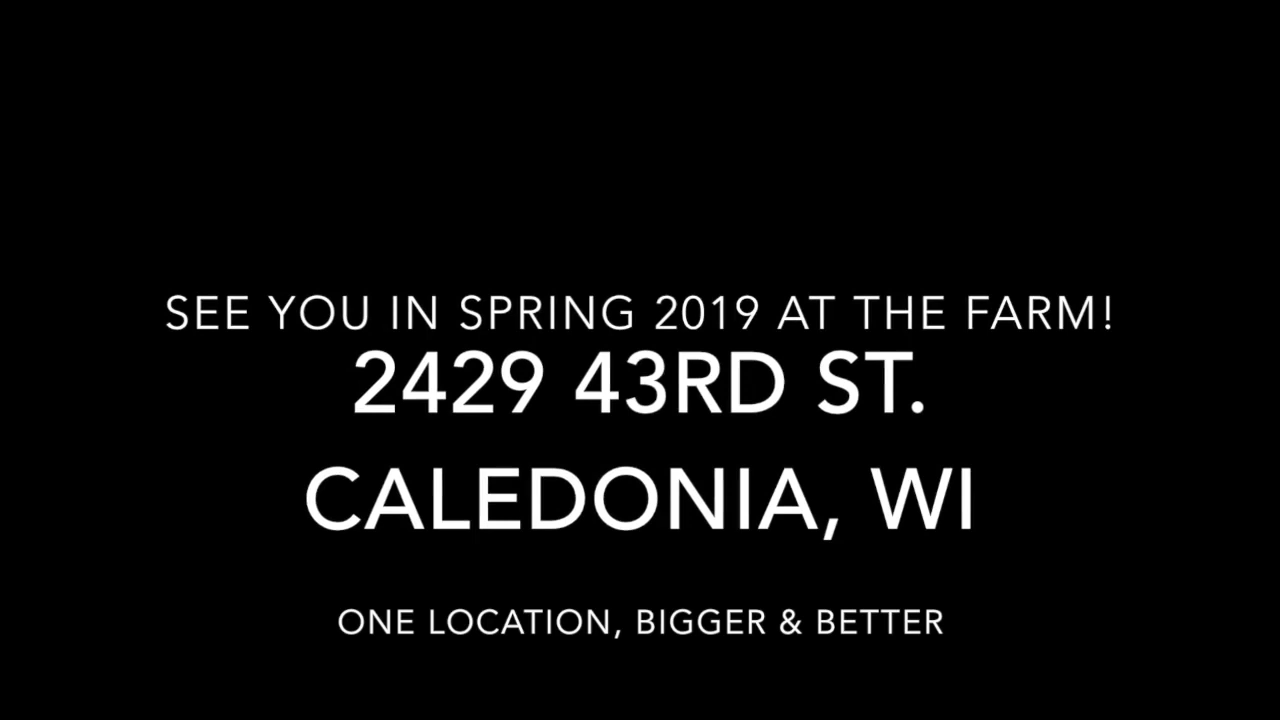 SEE YOU IN SPRING 2019 AT THE FARM!
2429 43RD ST.
CALEDONIA, WI
ONE LOCATION, BIGGER & BETTER